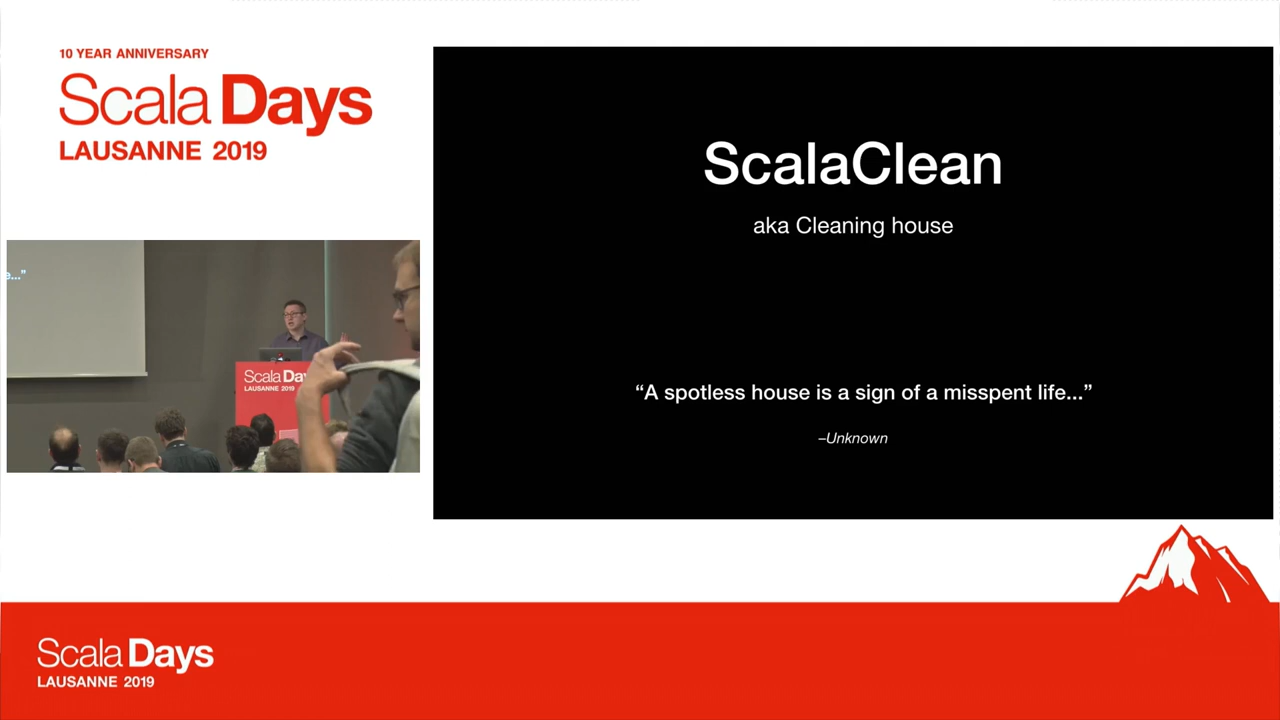 10 YEAR ANNIVERSARY
Scala Days
LAUSANNE 2019
ScalaClean
aka Cleaning house
“A spotless house is a sign of a misspent life...”
–Unknown
e...”
Scala Da
LAUSANNE 2019
Scala Days
LAUSANNE 2019